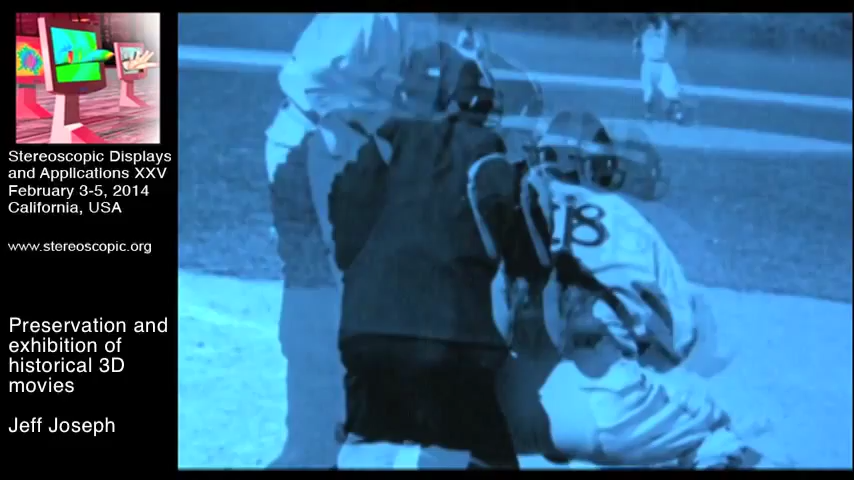 Stereoscopic Displays
and Applications XXV
February 3-5, 2014
California, USA
www.stereoscopic.org
Preservation and
exhibition of
historical 3D
movies
Jeff Joseph
18